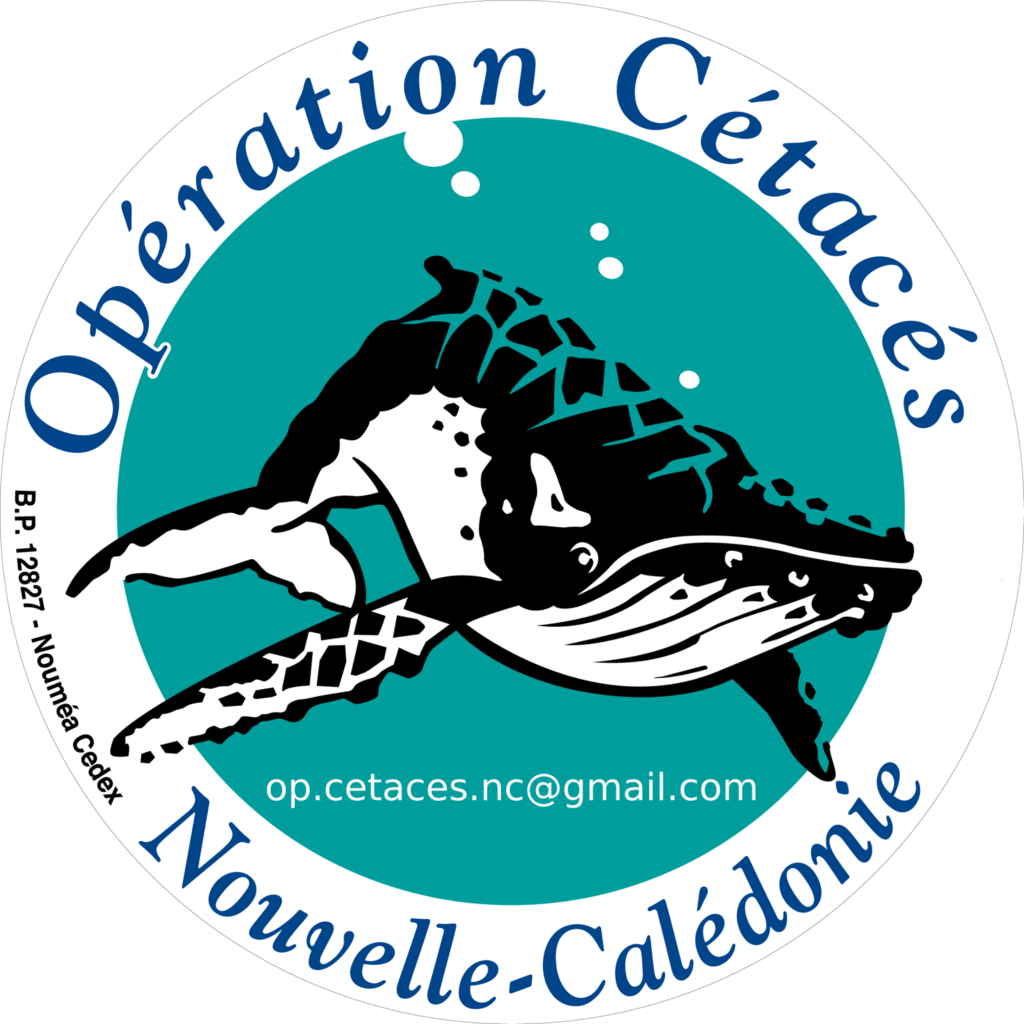 Opération Cétacés
B.P. 12827 - Nouméa Cedex
op.cetaces.nc@gmail.com
Nouvelle-Calédonie